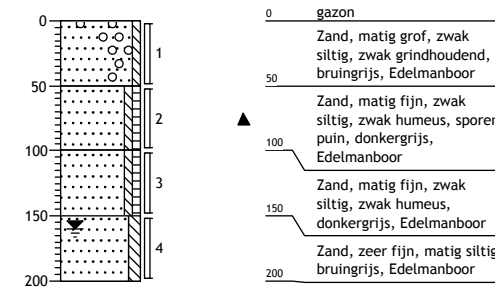 0
50
100
150
200
1
2
3
4
0 gazon
Zand, matig grof, zwak
siltig, zwak grindhoudend,
bruingrijs, Edelmanboor
50
Zand, matig fijn, zwak
siltig, zwak humeus, sporen
puin, donkergrijs,
Edelmanboor
100
Zand, matig fijn, zwak
siltig, zwak humeus,
donkergrijs, Edelmanboor
150
Zand, zeer fijn, matig siltig,
bruingrijs, Edelmanboor
200